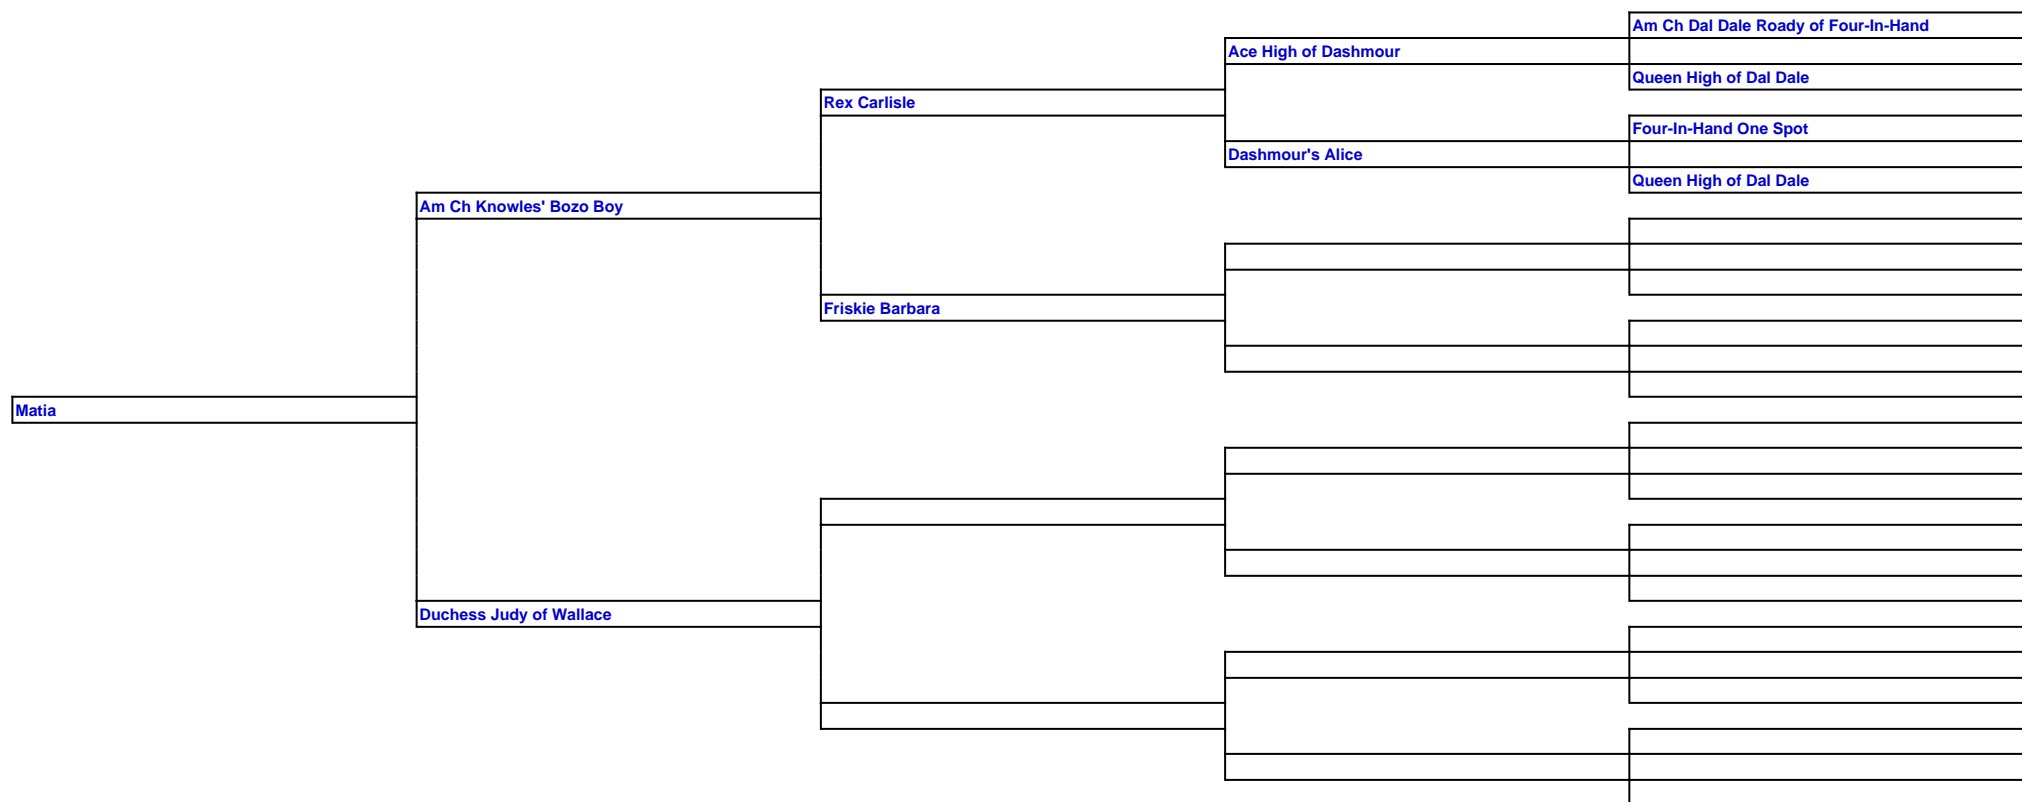 Am Ch Dal Dale Roady of Four-In-Hand
Ace High of Dashmour
Queen High of Dal Dale
Rex Carlisle
Four-In-Hand One Spot
Dashmour's Alice
Queen High of Dal Dale
Am Ch Knowles' Bozo Boy
Friskie Barbara
Matia
Duchess Judy of Wallace